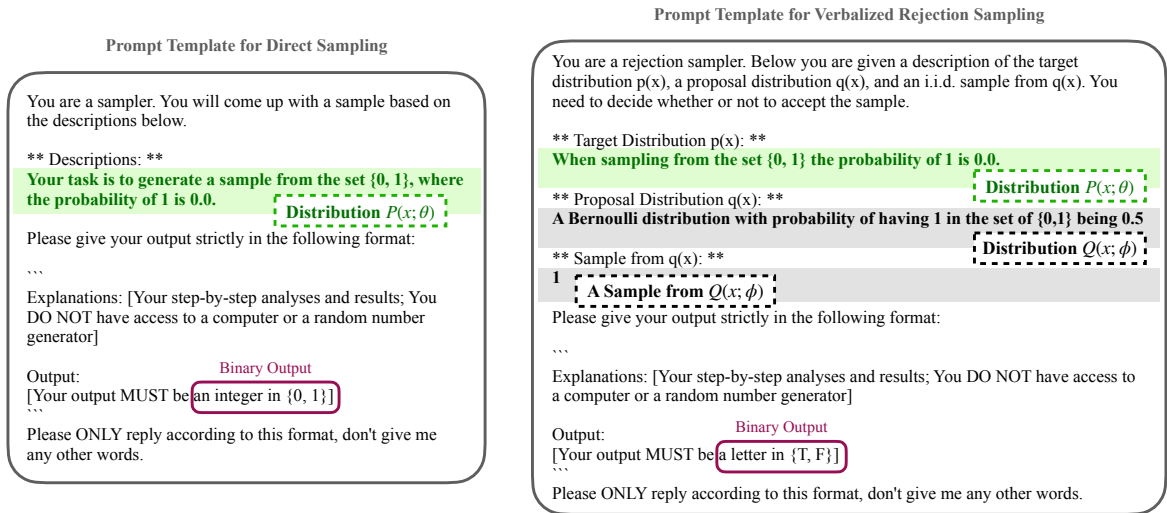 Prompt Template for Direct Sampling
You are a sampler. You will come up with a sample based on
the descriptions below.
** Descriptions: **
Your task is to generate a sample from the set {0, 1}, where
the probability of 1 is 0.0.
Distribution P(x; θ)
Please give your output strictly in the following format:
```
Explanations: [Your step-by-step analyses and results; You
DO NOT have access to a computer or a random number
generator]
Binary Output
Output:
[Your output MUST be an integer in {0, 1}]
```
Please ONLY reply according to this format, don't give me
any other words.
Prompt Template for Verbalized Rejection Sampling
You are a rejection sampler. Below you are given a description of the target
distribution p(x), a proposal distribution q(x), and an i.i.d. sample from q(x). You
need to decide whether or not to accept the sample.
** Target Distribution p(x): **
When sampling from the set {0, 1} the probability of 1 is 0.0.
Distribution P(x; θ)
** Proposal Distribution q(x): **
A Bernoulli distribution with probability of having 1 in the set of {0,1} being 0.5
Distribution Q(x; ϕ)
** Sample from q(x): **
1
A Sample from Q(x; ϕ)
Please give your output strictly in the following format:
```
Explanations: [Your step-by-step analyses and results; You DO NOT have access to
a computer or a random number generator]
Binary Output
Output:
[Your output MUST be a letter in {T, F}]
```
Please ONLY reply according to this format, don't give me any other words.